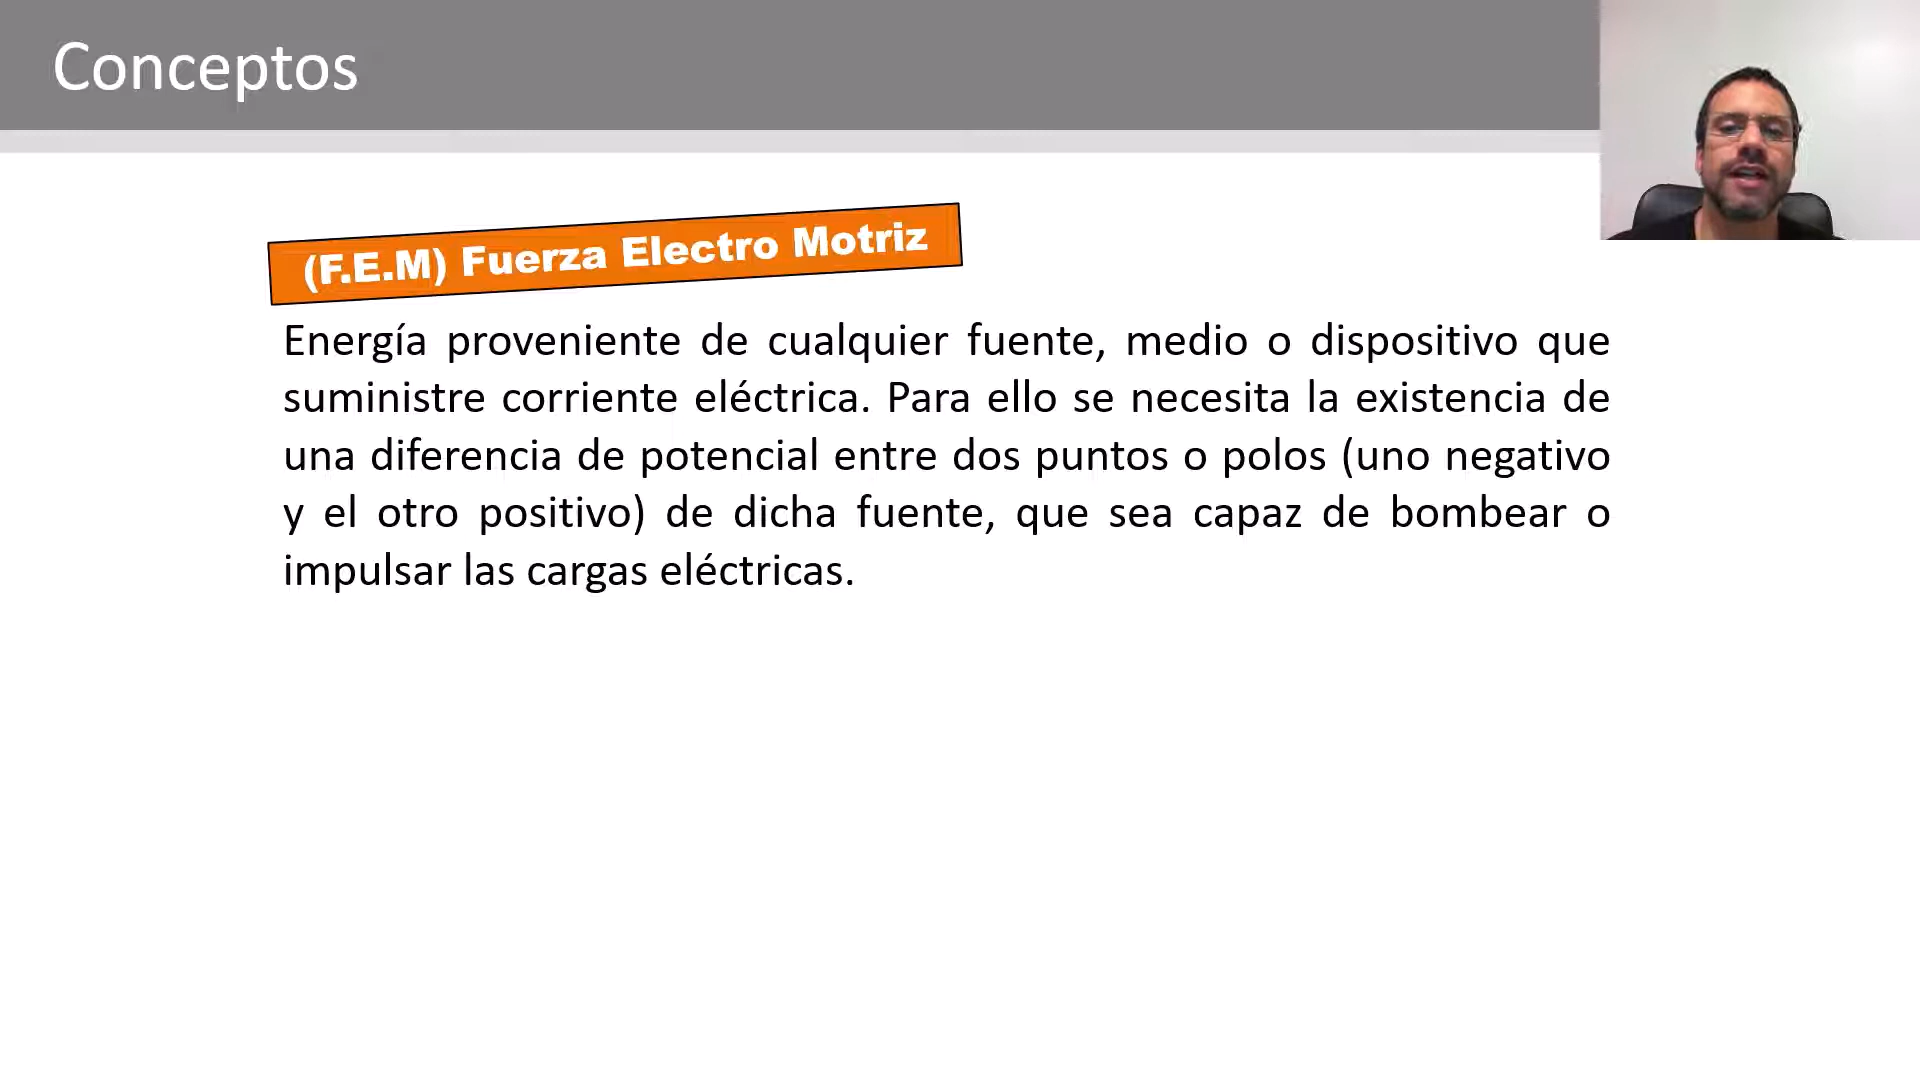 Conceptos
(F.E.M) Fuerza Electro Motriz
Energía proveniente de cualquier fuente, medio o dispositivo que
suministre corriente eléctrica. Para ello se necesita la existencia de
una diferencia de potencial entre dos puntos o polos (uno negativo
y el otro positivo) de dicha fuente, que sea capaz de bombear o
impulsar las cargas eléctricas.